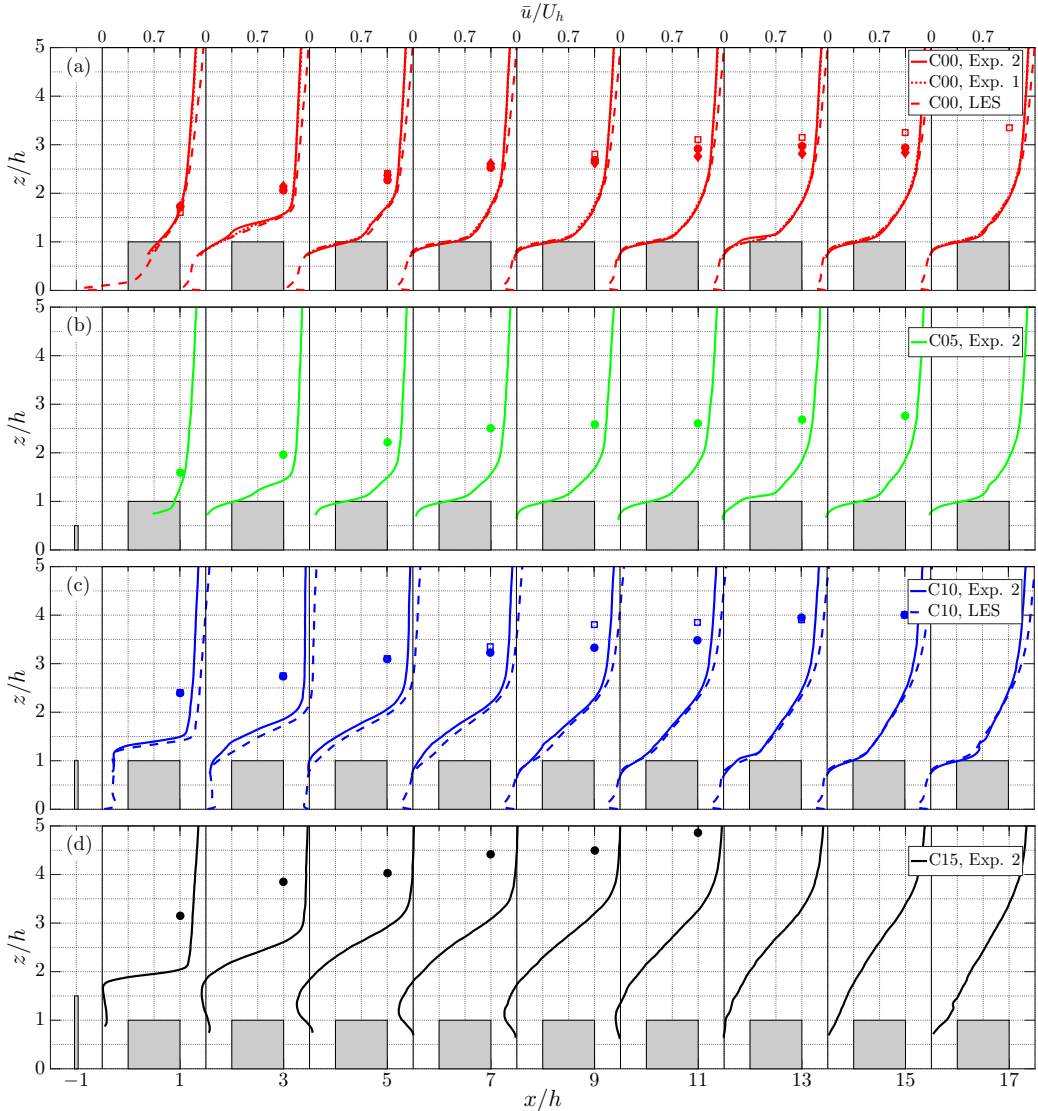 ū/U_h
0 0.7 0 0.7 0 0.7 0 0.7 0 0.7 0 0.7 0 0.7 0 0.7 0 0.7
(a)
C00, Exp. 2
C00, Exp. 1
C00, LES
z/h
5
4
3
2
1
0
(b)
C05, Exp. 2
z/h
5
4
3
2
1
0
(c)
C10, Exp. 2
C10, LES
z/h
5
4
3
2
1
0
(d)
C15, Exp. 2
z/h
5
4
3
2
1
0
−1 1 3 5 7 9 11 13 15 17
x/h